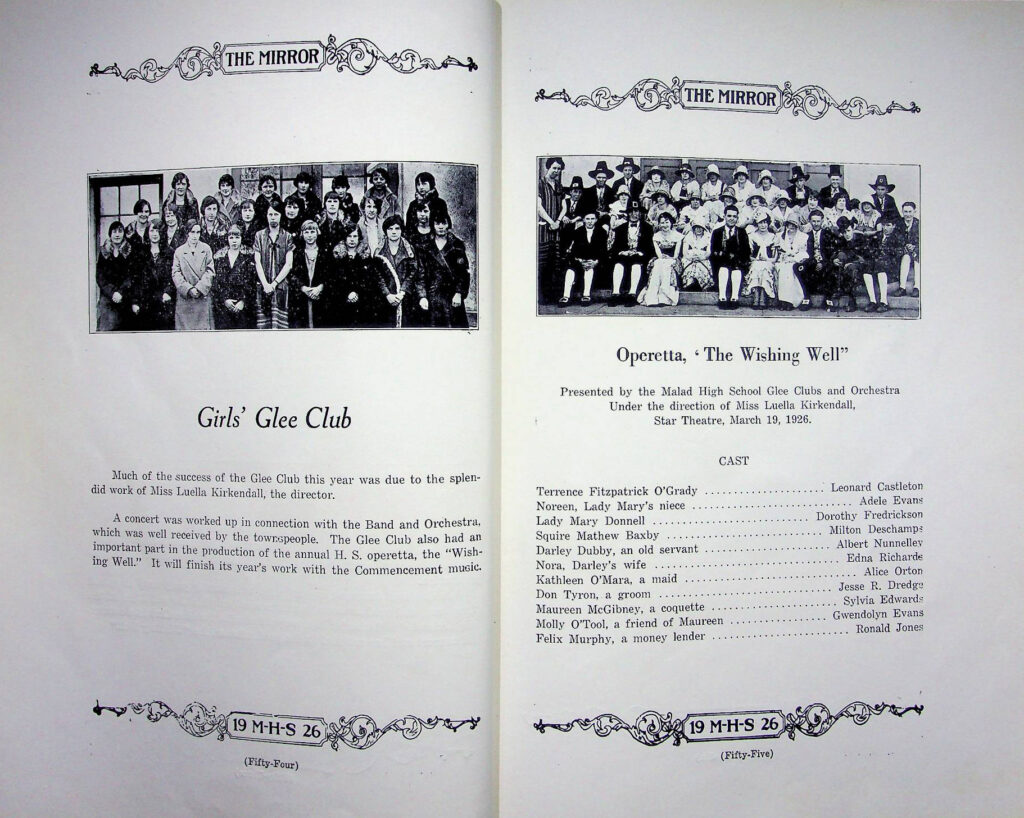 THE MIRROR
Girls' Glee Club
Much of the success of the Glee Club this year was due to the splen-
did work of Miss Luella Kirkendall, the director.
A concert was worked up in connection with the Band and Orchestra,
which was well received by the townspeople. The Glee Club also had an
important part in the production of the annual H. S. operetta, the "Wish-
ing Well." It will finish its year's work with the Commencement music.
19 M-H-S 26
(Fifty-Four)
THE MIRROR
Operetta, ‘The Wishing Well”
Presented by the Malad High School Glee Clubs and Orchestra
Under the direction of Miss Luella Kirkendall,
Star Theatre, March 19, 1926.
CAST
Terrence Fitzpatrick O'Grady .................... Leonard Castleton
Noreen, Lady Mary's niece ........................... Adele Evans
Lady Mary Donnell ........................... Dorothy Fredrickson
Squire Mathew Baxby ........................... Milton Deschamps
Darley Dubby, an old servant ..................... Albert Nunnelley
Nora, Darley's wife ................................ Edna Richards
Kathleen O'Mara, a maid .............................. Alice Orton
Don Tyron, a groom ............................. Jesse R. Dredge
Maureen McGibney, a coquette ..................... Sylvia Edwards
Molly O'Tool, a friend of Maureen ................ Gwendolyn Evans
Felix Murphy, a money lender ....................... Ronald Jones
19 M-H-S 26
(Fifty-Five)